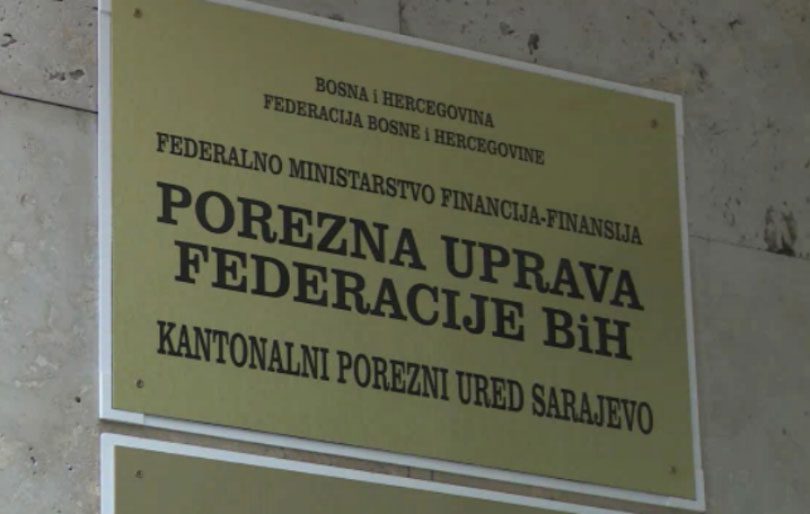 BOSNA i HERCEGOVINA
FEDERACIJA BOSNE i HERCEGOVINE
FEDERALNO MINISTARSTVO FINANCIJA-FINANSIJA
POREZNA UPRAVA
FEDERACIJE BiH
KANTONALNI POREZNI URED SARAJEVO